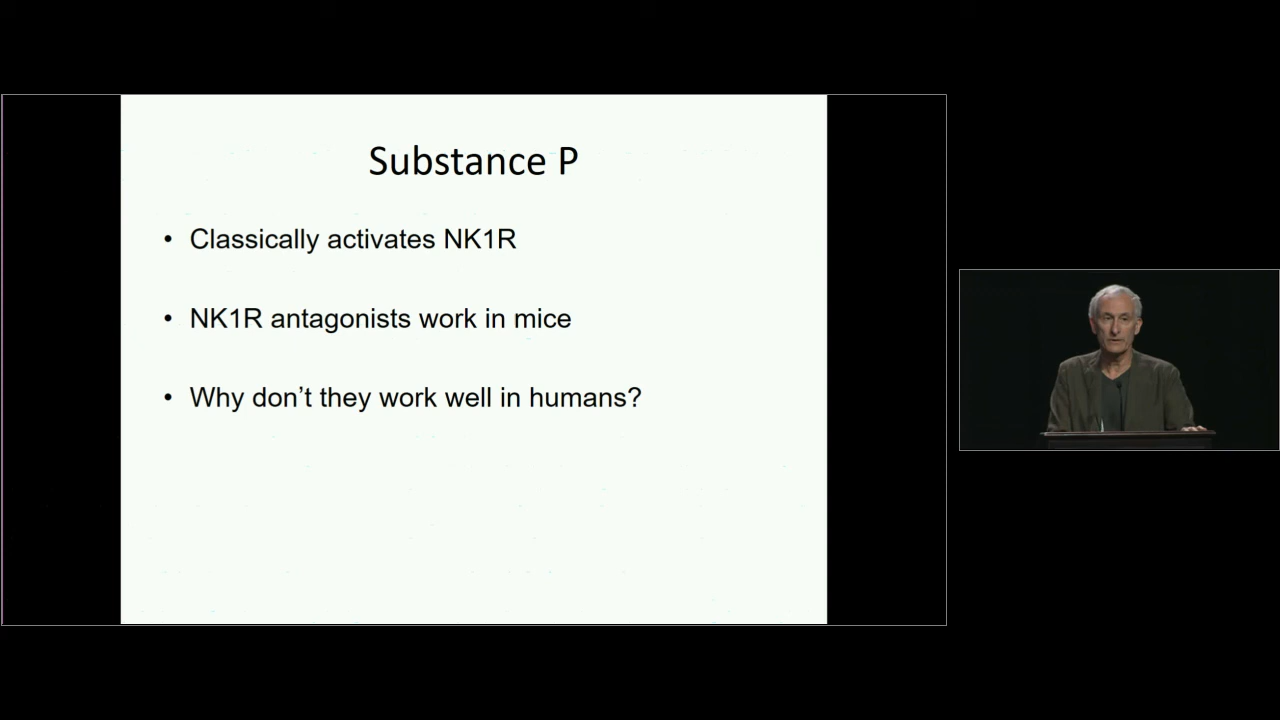 Substance P
• Classically activates NK1R
• NK1R antagonists work in mice
• Why don’t they work well in humans?